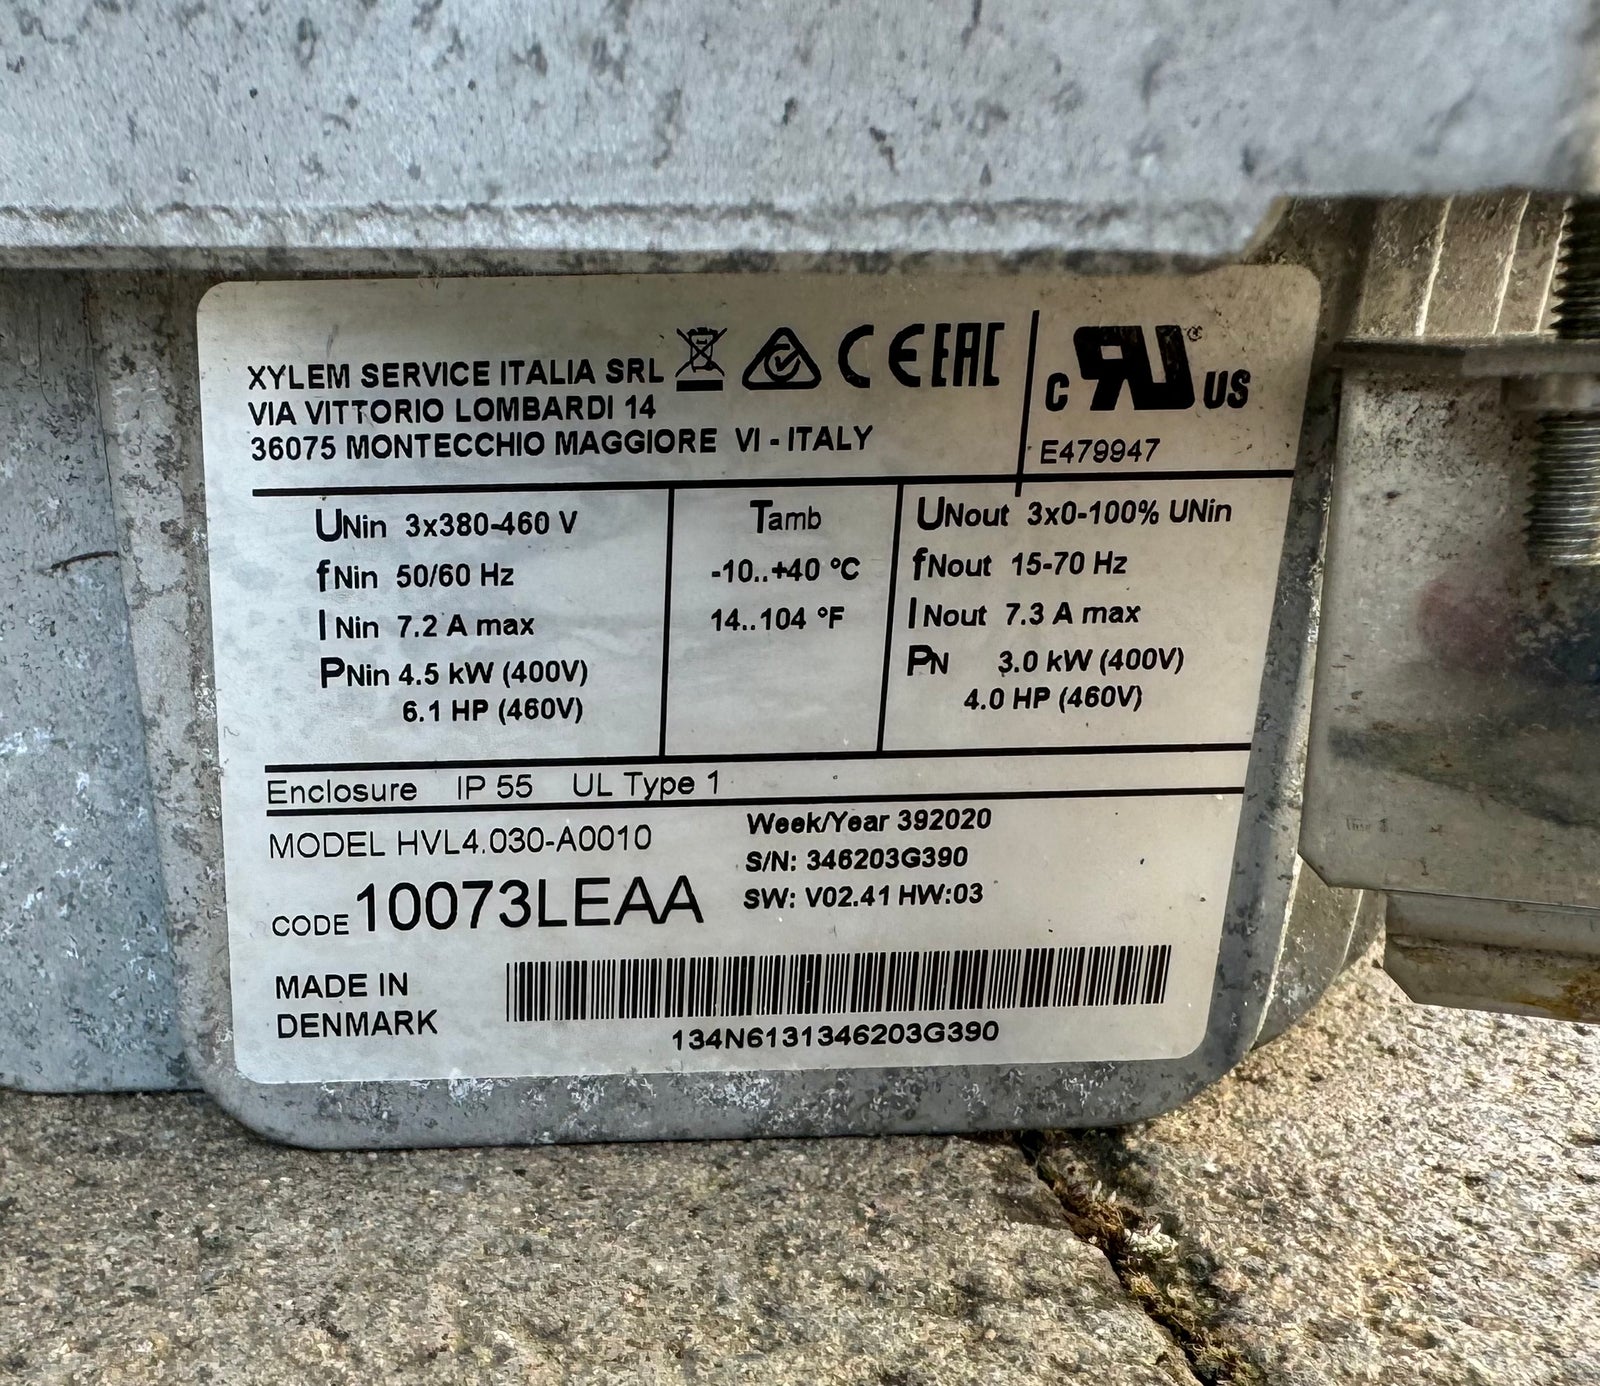 XYLEM SERVICE ITALIA SRL
VIA VITTORIO LOMBARDI 14
36075 MONTECCHIO MAGGIORE VI - ITALY
CE EAC
c RU US
E479947
UNin 3x380-460 V
fNin 50/60 Hz
I Nin 7.2 A max
PNin 4.5 kW (400V)
6.1 HP (460V)
Tamb
-10..+40 °C
14..104 °F
UNout 3x0-100% UNin
fNout 15-70 Hz
I Nout 7.3 A max
PN 3.0 kW (400V)
4.0 HP (460V)
Enclosure IP 55 UL Type 1
MODEL HVL4.030-A0010
CODE 10073LEAA
Week/Year 392020
S/N: 346203G390
SW: V02.41 HW:03
MADE IN
DENMARK
134N6131346203G390